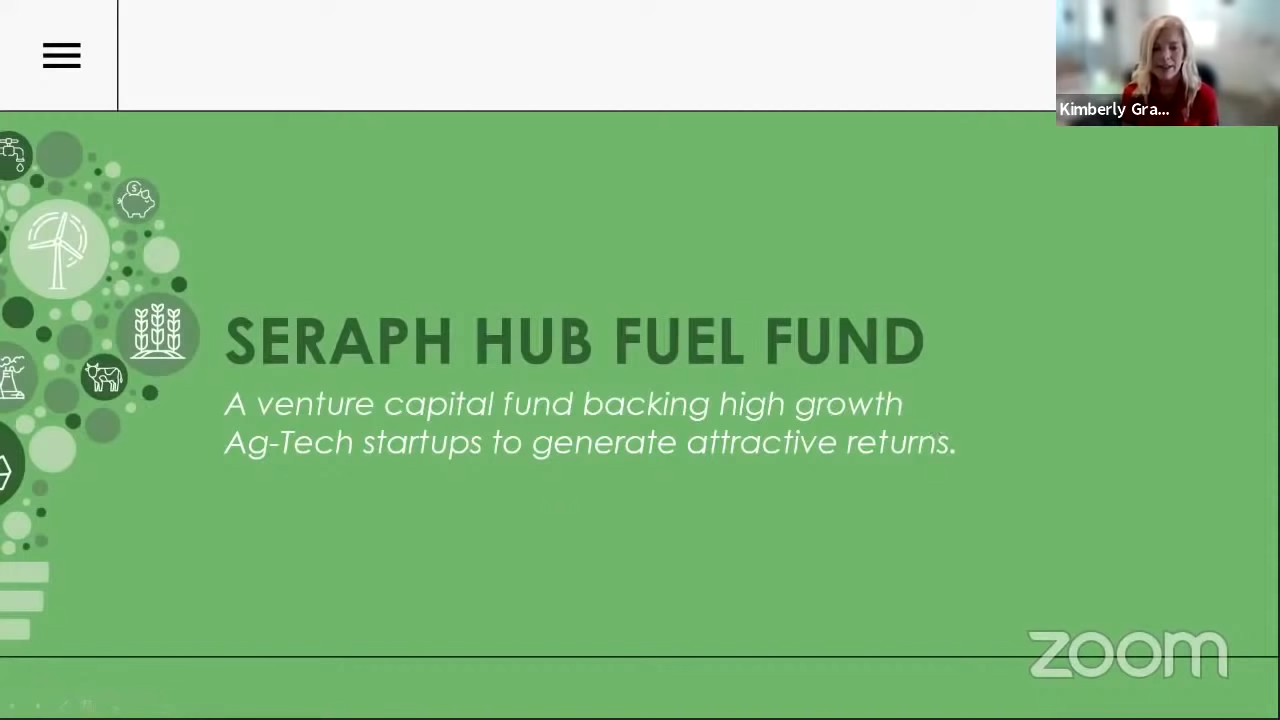 Kimberly Gra...
SERAPH HUB FUEL FUND
A venture capital fund backing high growth
Ag-Tech startups to generate attractive returns.
zoom